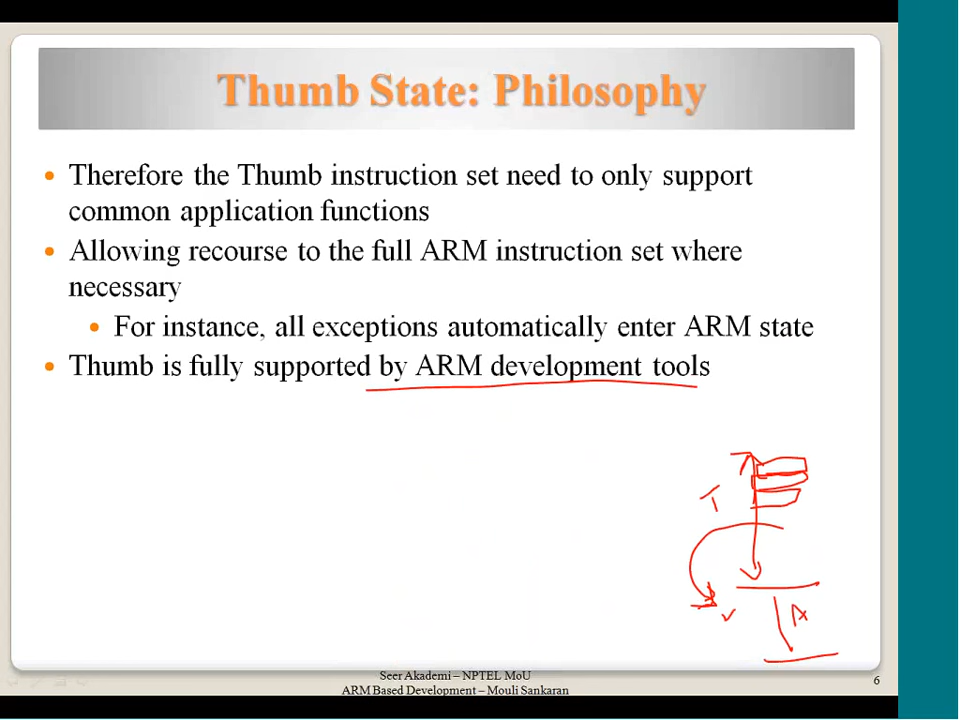 Thumb State: Philosophy
• Therefore the Thumb instruction set need to only support
common application functions
• Allowing recourse to the full ARM instruction set where
necessary
• For instance, all exceptions automatically enter ARM state
• Thumb is fully supported by ARM development tools
T
A
Seer Akademi – NPTEL MoU
ARM Based Development – Mouli Sankaran
6